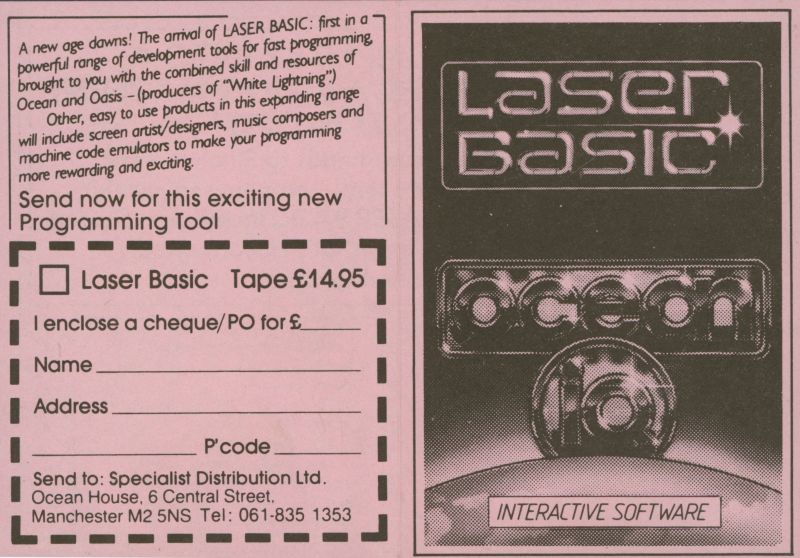 A new age dawns! The arrival of LASER BASIC: first in a
powerful range of development tools for fast programming,
brought to you with the combined skill and resources of
Ocean and Oasis – (producers of "White Lightning".)
Other, easy to use products in this expanding range
will include screen artist/designers, music composers and
machine code emulators to make your programming
more rewarding and exciting.
Send now for this exciting new
Programming Tool
Laser Basic Tape £14.95
I enclose a cheque/PO for £
Name
Address
P'code
Send to: Specialist Distribution Ltd.
Ocean House, 6 Central Street,
Manchester M2 5NS Tel: 061-835 1353
Laser
Basic
ocean
iq
INTERACTIVE SOFTWARE